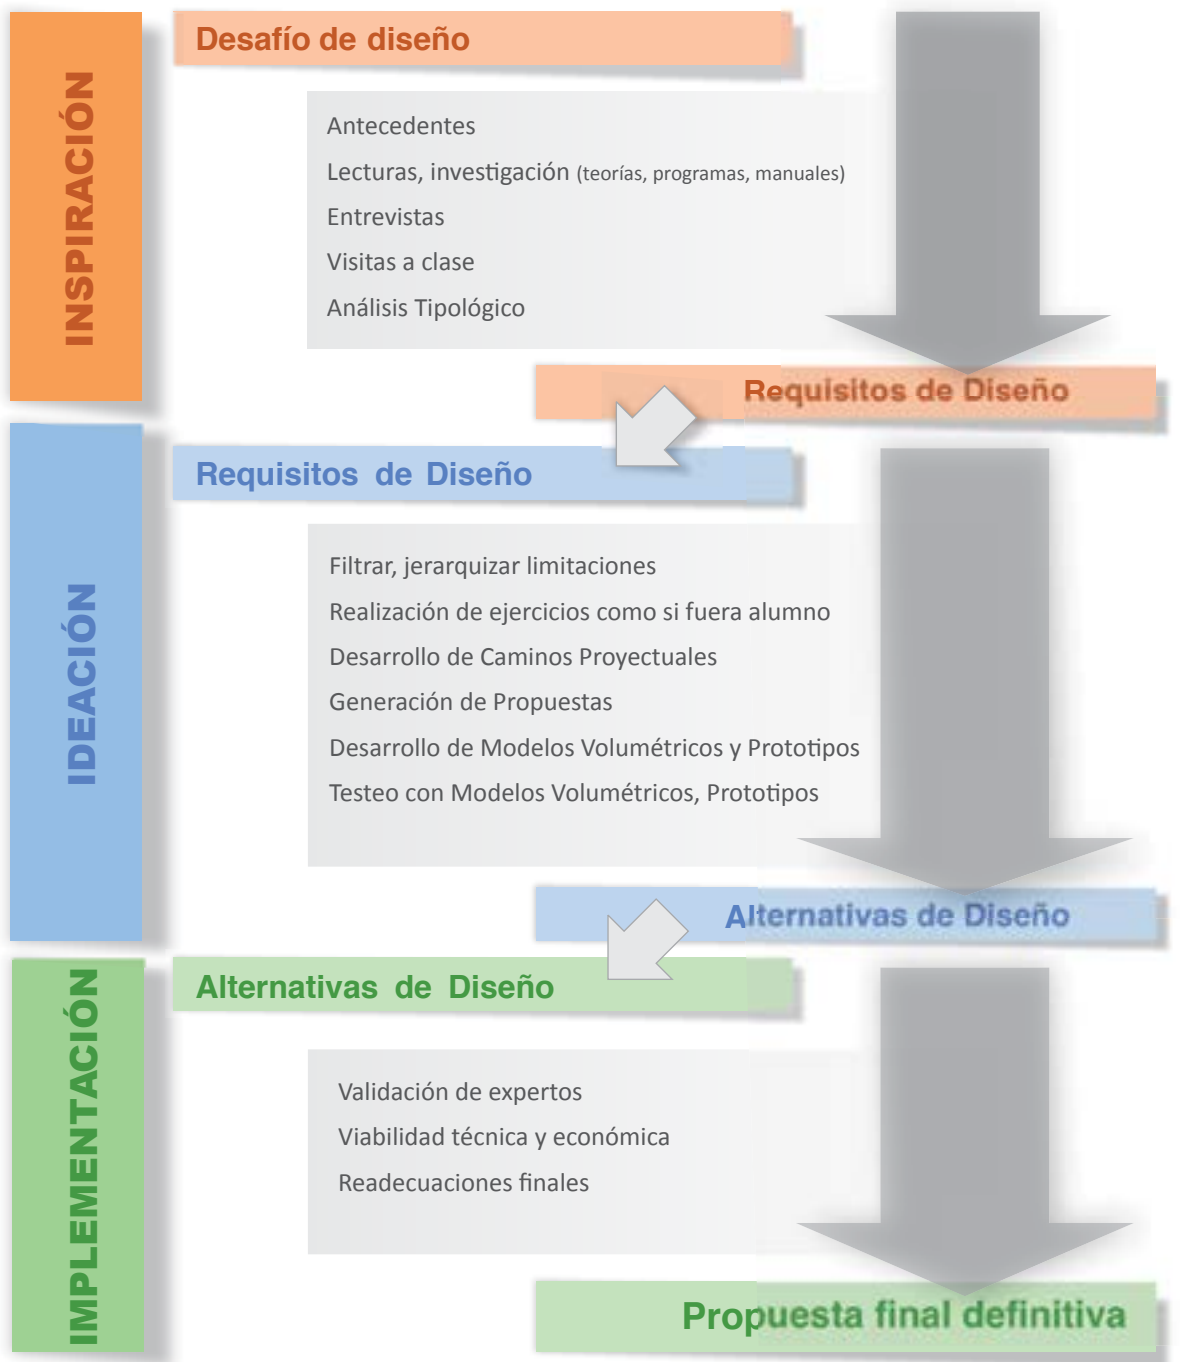 INSPIRACIÓN
Desafío de diseño
Antecedentes
Lecturas, investigación (teorías, programas, manuales)
Entrevistas
Visitas a clase
Análisis Tipológico
Requisitos de Diseño
IDEACIÓN
Requisitos de Diseño
Filtrar, jerarquizar limitaciones
Realización de ejercicios como si fuera alumno
Desarrollo de Caminos Proyectuales
Generación de Propuestas
Desarrollo de Modelos Volumétricos y Prototipos
Testeo con Modelos Volumétricos, Prototipos
Alternativas de Diseño
IMPLEMENTACIÓN
Alternativas de Diseño
Validación de expertos
Viabilidad técnica y económica
Readecuaciones finales
Propuesta final definitiva